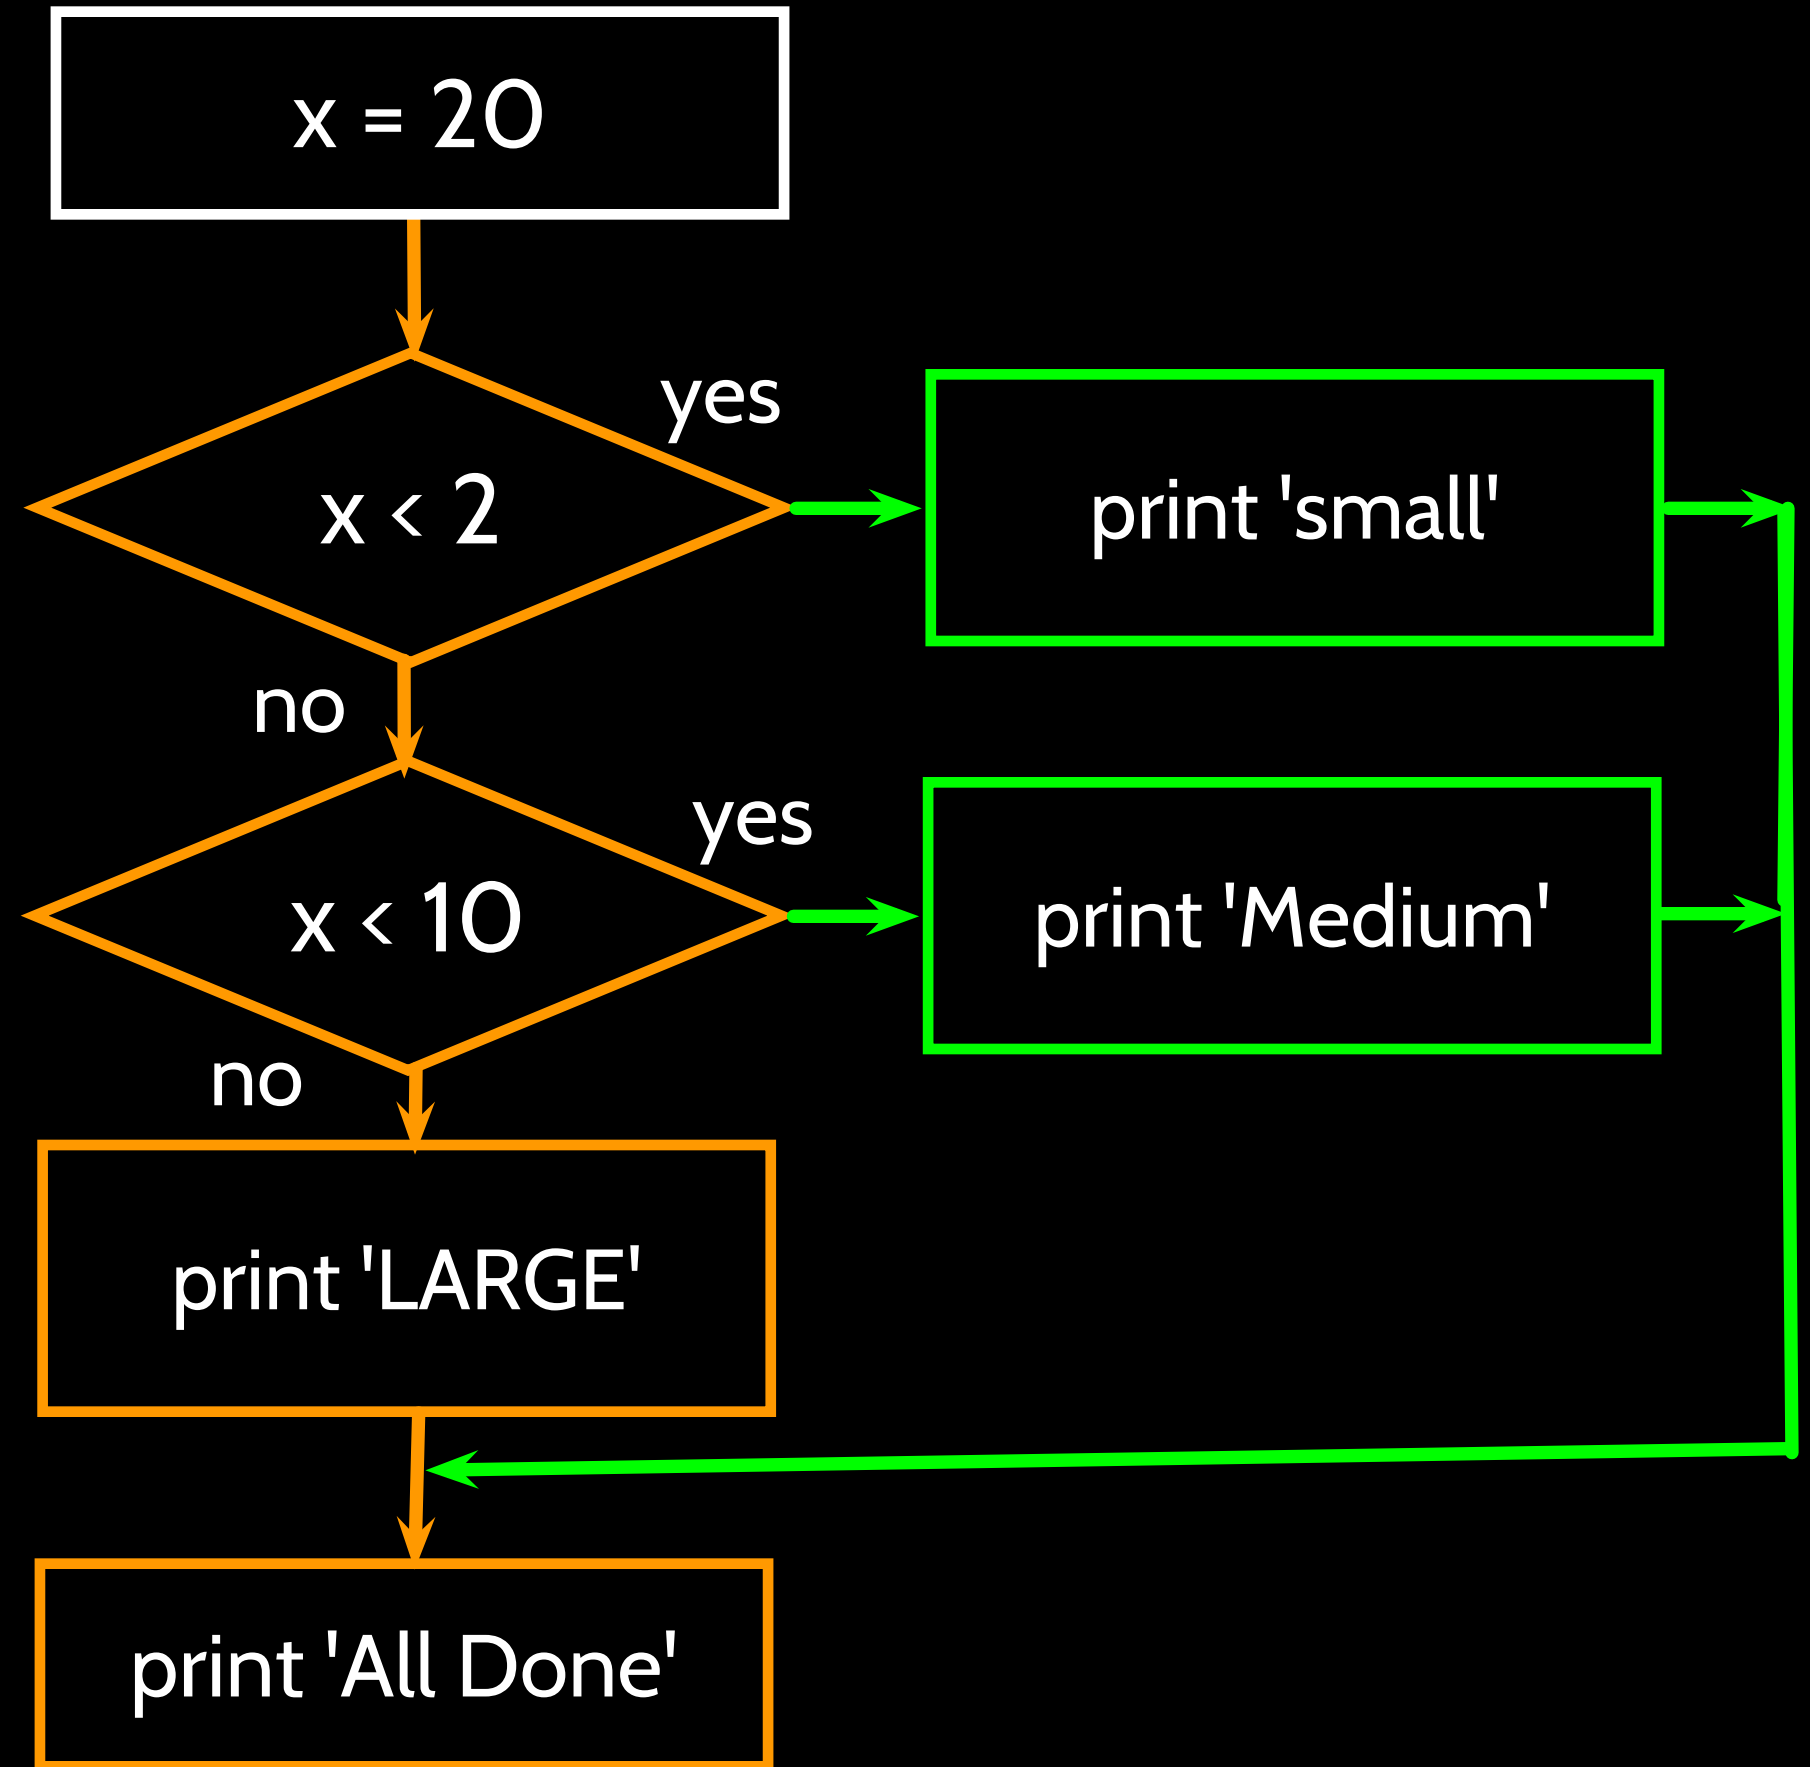 x = 20
yes
x < 2
print 'small'
no
yes
x < 10
print 'Medium'
no
print 'LARGE'
print 'All Done'